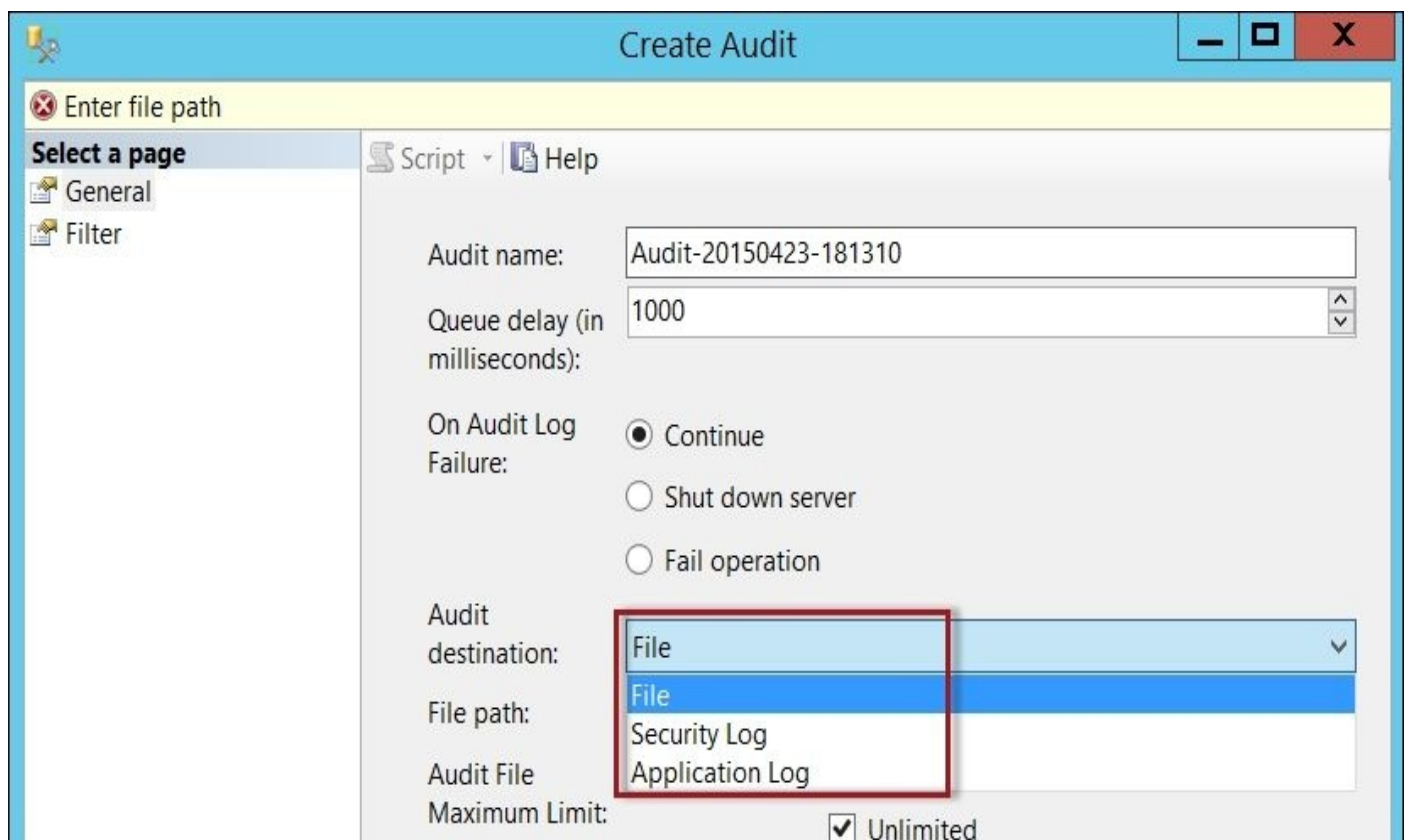 Create Audit
X
Enter file path
Select a page
Script Help
General
Filter
Audit name:
Audit-20150423-181310
Queue delay (in
milliseconds):
1000
On Audit Log
Failure:
Continue
Shut down server
Fail operation
Audit
destination:
File
File
Security Log
Application Log
File path:
Audit File
Maximum Limit:
Unlimited